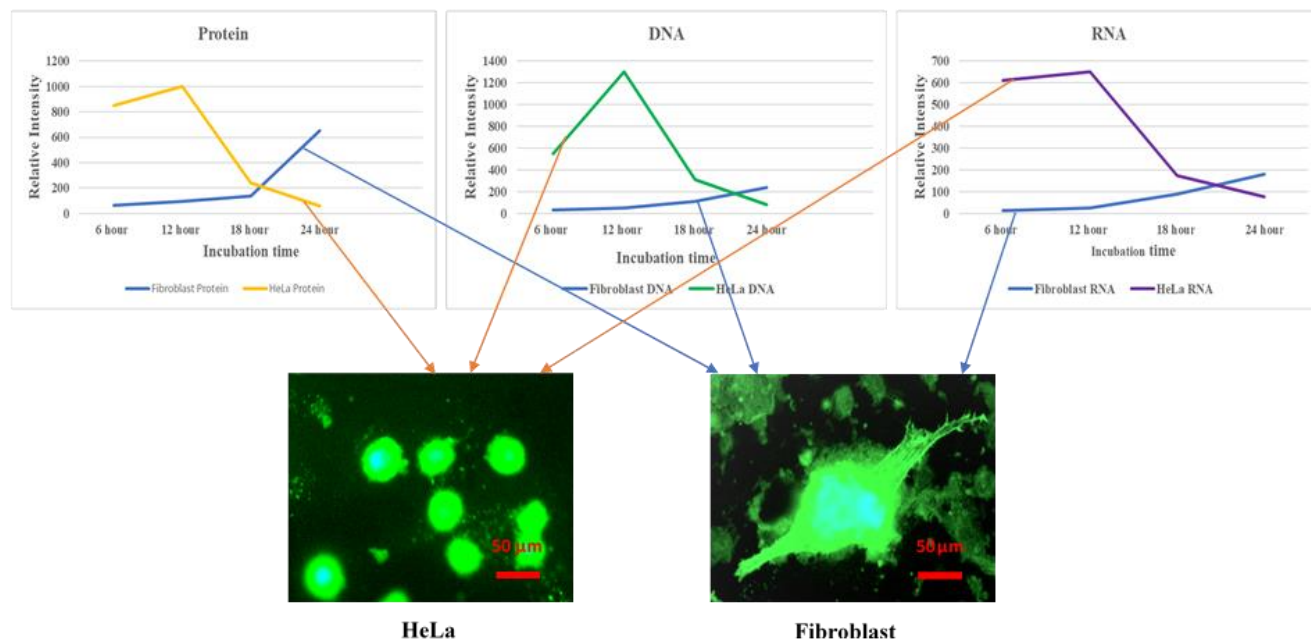 Protein
Relative Intensity
1200
1000
800
600
400
200
0
6 hour 12 hour 18 hour 24 hour
Incubation time
Fibroblast Protein HeLa Protein
DNA
Relative Intensity
1400
1200
1000
800
600
400
200
0
6 hour 12 hour 18 hour 24 hour
Incubation time
Fibroblast DNA HeLa DNA
RNA
Relative Intensity
700
600
500
400
300
200
100
0
6 hour 12 hour 18 hour 24 hour
Incubation time
Fibroblast RNA HeLa RNA
50 µm
50 µm
HeLa
Fibroblast